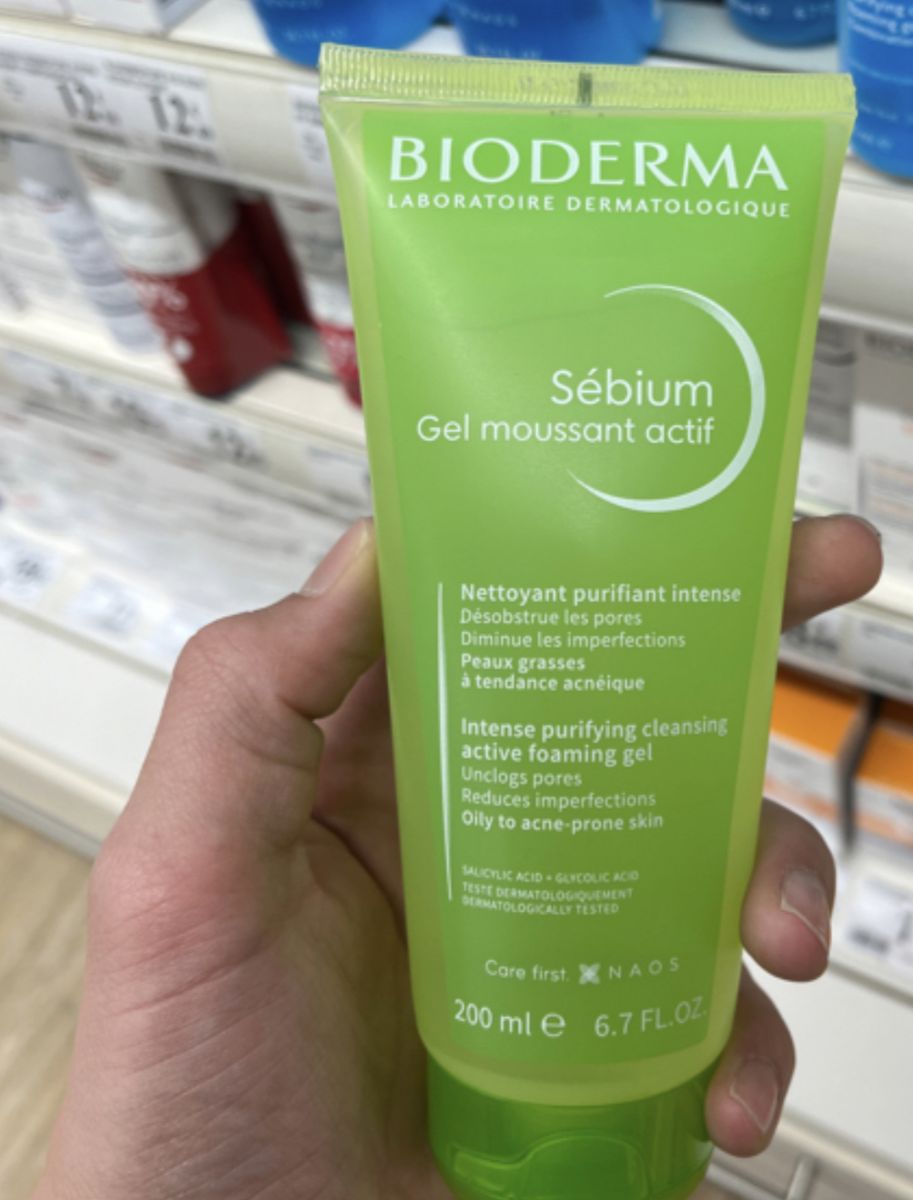 BIODERMA
LABORATOIRE DERMATOLOGIQUE
Sébium
Gel moussant actif
Nettoyant purifiant intense
Désobstrue les pores
Diminue les imperfections
Peaux grasses
à tendance acnéique
Intense purifying cleansing
active foaming gel
Unclogs pores
Reduces imperfections
Oily to acne-prone skin
SALICYLIC ACID + GLYCOLIC ACID
TESTÉ DERMATOLOGIQUEMENT
DERMATOLOGICALLY TESTED
Care first. NAOS
200 ml e 6.7 FL.OZ.